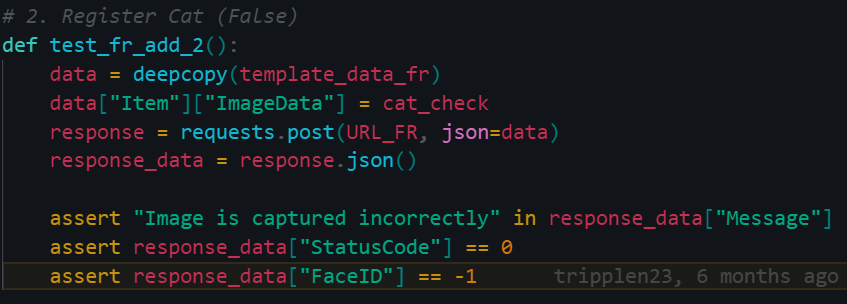 # 2. Register Cat (False)
def test_fr_add_2():
    data = deepcopy(template_data_fr)
    data["Item"]["ImageData"] = cat_check
    response = requests.post(URL_FR, json=data)
    response_data = response.json()

    assert "Image is captured incorrectly" in response_data["Message"]
    assert response_data["StatusCode"] == 0
    assert response_data["FaceID"] == -1 tripplen23, 6 months ago